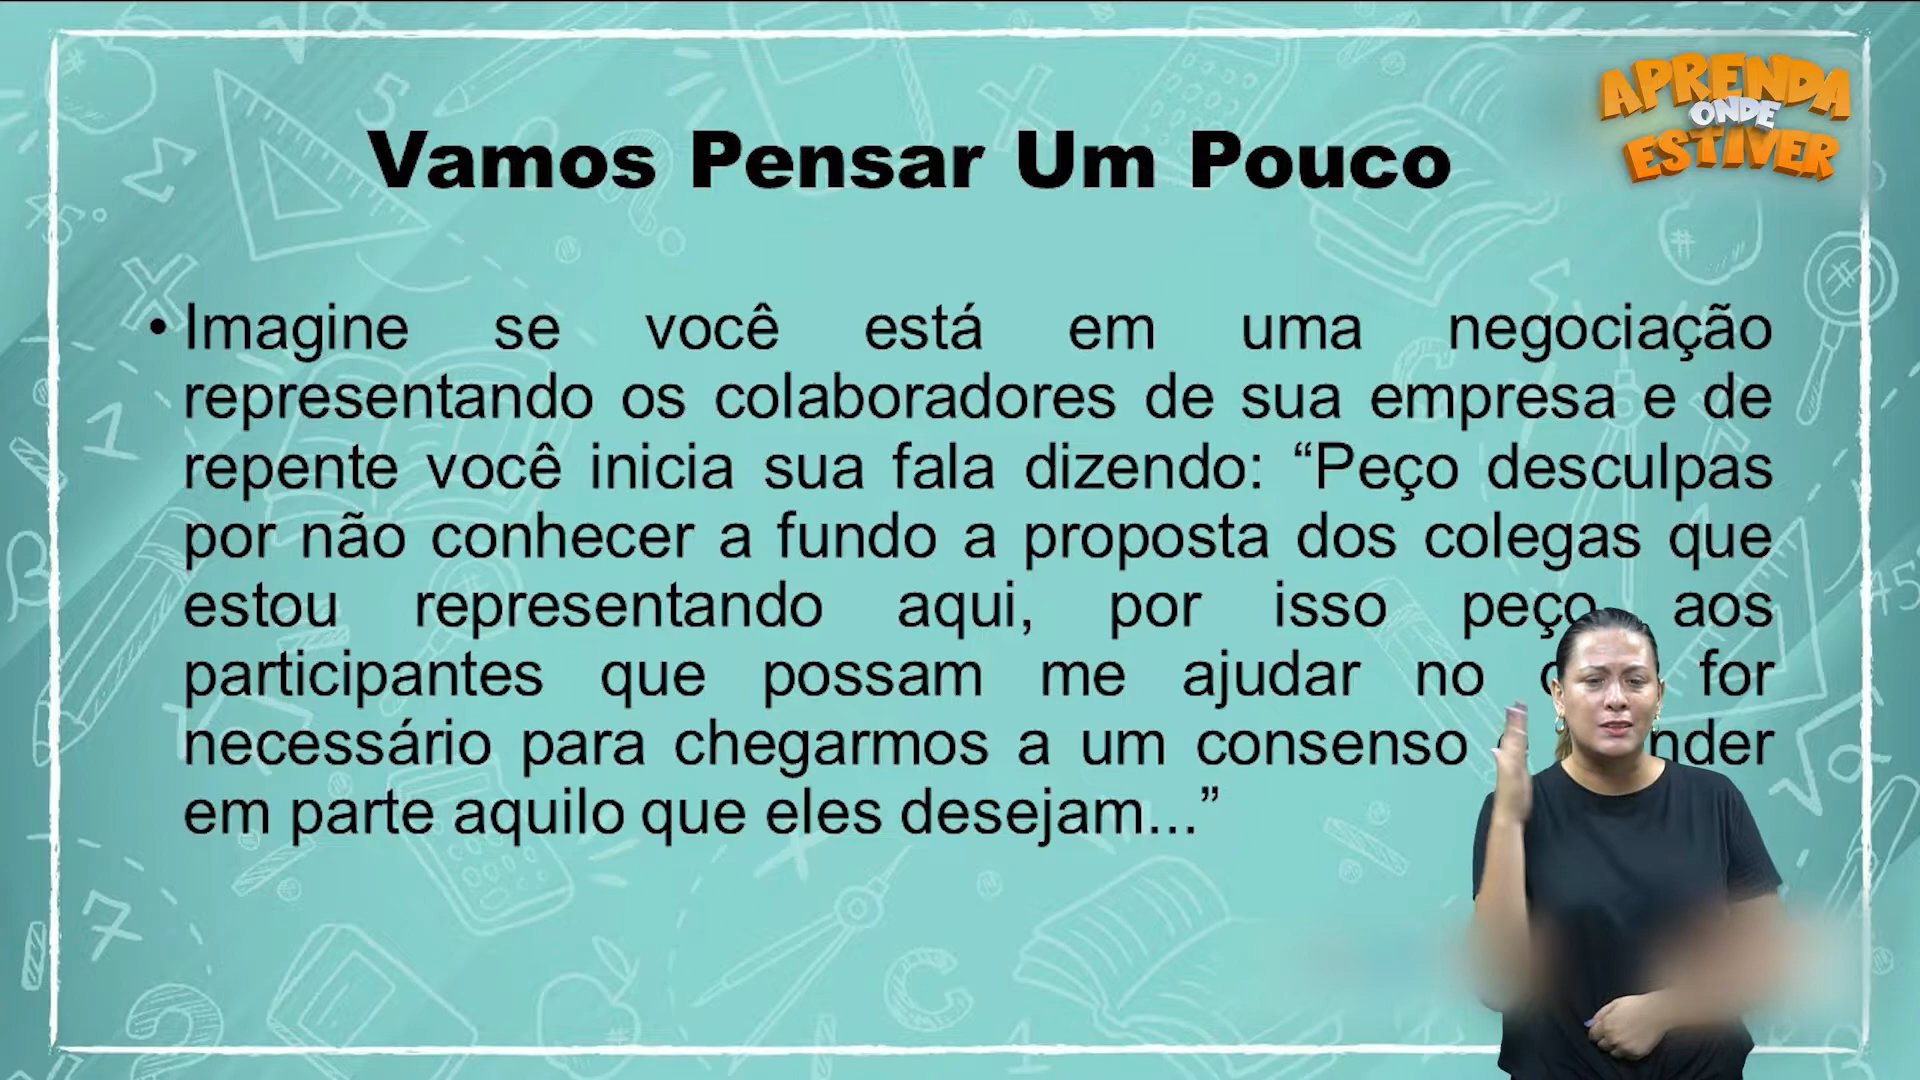 APRENDA
ONDE
ESTIVER
Vamos Pensar Um Pouco
• Imagine se você está em uma negociação
representando os colaboradores de sua empresa e de
repente você inicia sua fala dizendo: “Peço desculpas
por não conhecer a fundo a proposta dos colegas que
estou representando aqui, por isso peço aos
participantes que possam me ajudar no for
necessário para chegarmos a um consenso
em parte aquilo que eles desejam...”